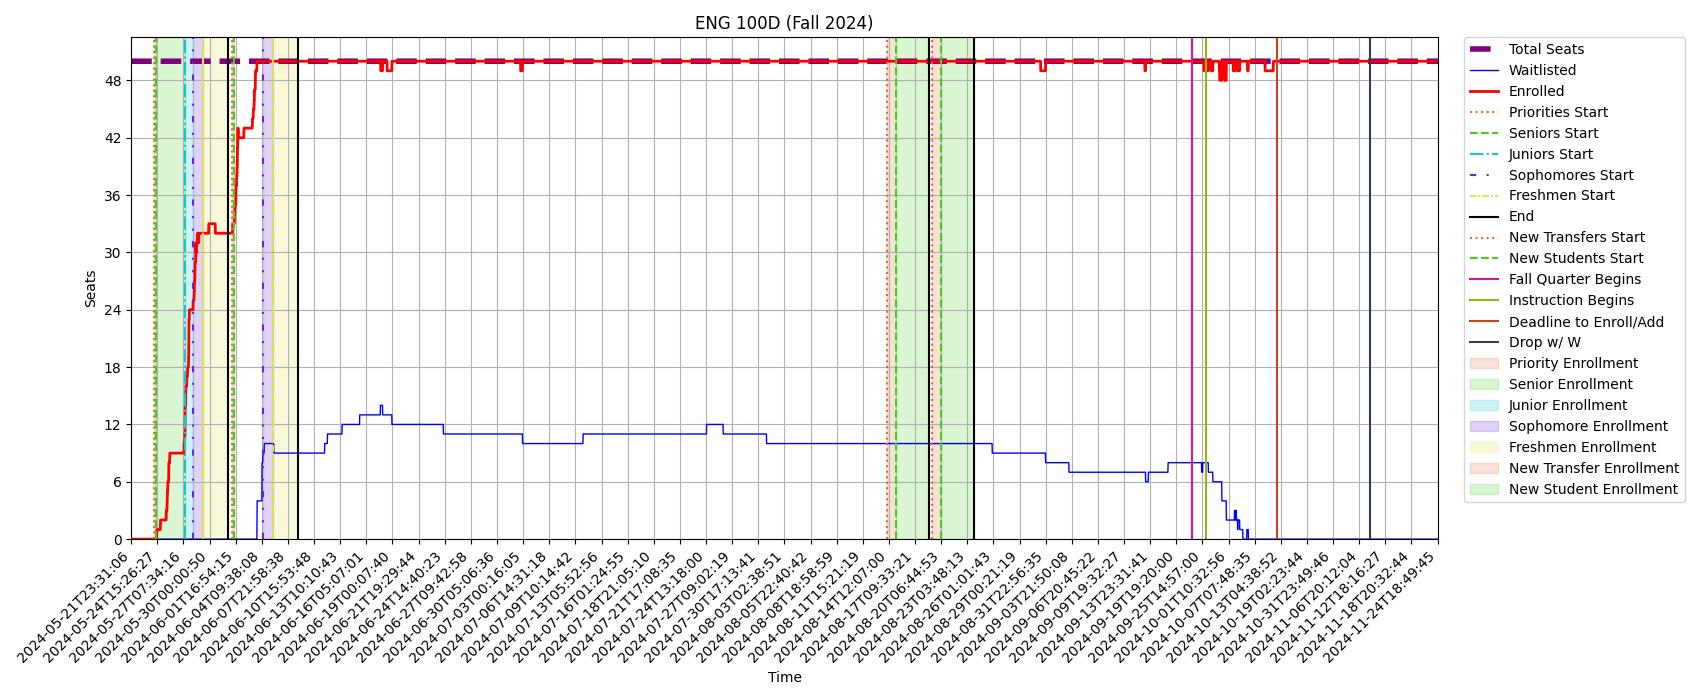 ENG 100D (Fall 2024)
Seats
48
42
36
30
24
18
12
6
0
2024-05-21T23:31:06
2024-05-24T15:26:27
2024-05-27T07:34:16
2024-05-30T00:00:50
2024-06-01T16:54:15
2024-06-04T09:38:08
2024-06-07T21:58:38
2024-06-10T15:53:48
2024-06-13T10:10:43
2024-06-16T05:07:01
2024-06-19T00:07:40
2024-06-21T19:29:44
2024-06-24T14:40:23
2024-06-27T09:42:58
2024-06-30T05:06:36
2024-07-03T00:16:05
2024-07-06T14:31:18
2024-07-09T10:14:42
2024-07-13T05:52:56
2024-07-16T01:24:55
2024-07-18T21:05:10
2024-07-21T17:08:35
2024-07-24T13:18:00
2024-07-27T09:02:19
2024-07-30T17:13:41
2024-08-03T02:38:51
2024-08-05T22:40:42
2024-08-08T18:58:59
2024-08-11T15:21:19
2024-08-14T12:07:00
2024-08-17T09:33:21
2024-08-20T06:44:53
2024-08-23T03:48:13
2024-08-26T01:01:43
2024-08-29T00:21:19
2024-08-31T22:56:35
2024-09-03T21:50:08
2024-09-06T20:45:22
2024-09-09T19:32:27
2024-09-13T23:31:41
2024-09-19T19:20:00
2024-09-25T14:57:00
2024-10-01T10:32:56
2024-10-07T07:48:35
2024-10-13T04:38:52
2024-10-19T02:23:44
2024-10-31T23:49:46
2024-11-06T20:12:04
2024-11-12T18:16:27
2024-11-18T20:32:44
2024-11-24T18:49:45
Time
Total Seats
Waitlisted
Enrolled
Priorities Start
Seniors Start
Juniors Start
Sophomores Start
Freshmen Start
End
New Transfers Start
New Students Start
Fall Quarter Begins
Instruction Begins
Deadline to Enroll/Add
Drop w/ W
Priority Enrollment
Senior Enrollment
Junior Enrollment
Sophomore Enrollment
Freshmen Enrollment
New Transfer Enrollment
New Student Enrollment